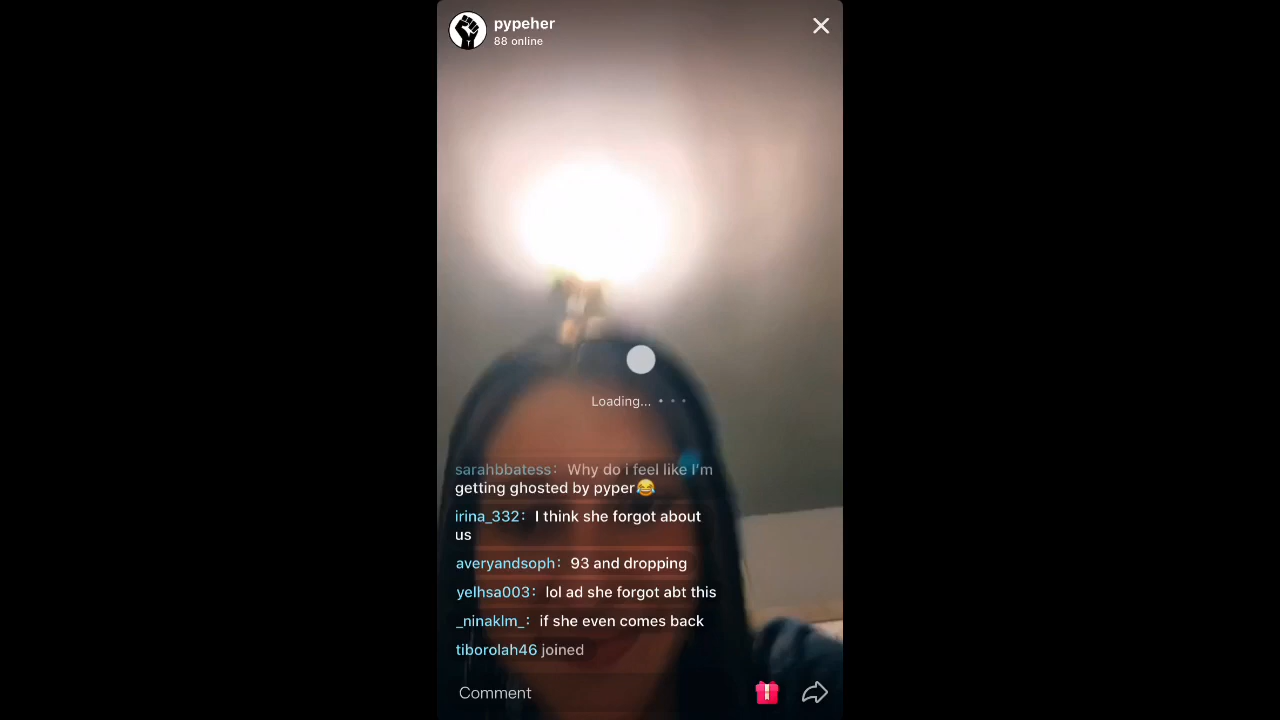 pypeher
88 online
Loading...
sarahbbatess: Why do i feel like I'm
getting ghosted by pyper😂
irina_332: I think she forgot about
us
averyandsoph: 93 and dropping
yelhsa003: lol ad she forgot abt this
_ninaklm_: if she even comes back
tiborolah46 joined
Comment